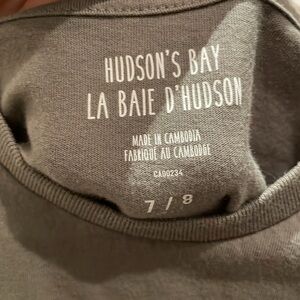 HUDSON'S BAY
LA BAIE D'HUDSON
MADE IN CAMBODIA
FABRIQUÉ AU CAMBODGE
CA00234
7 / 8